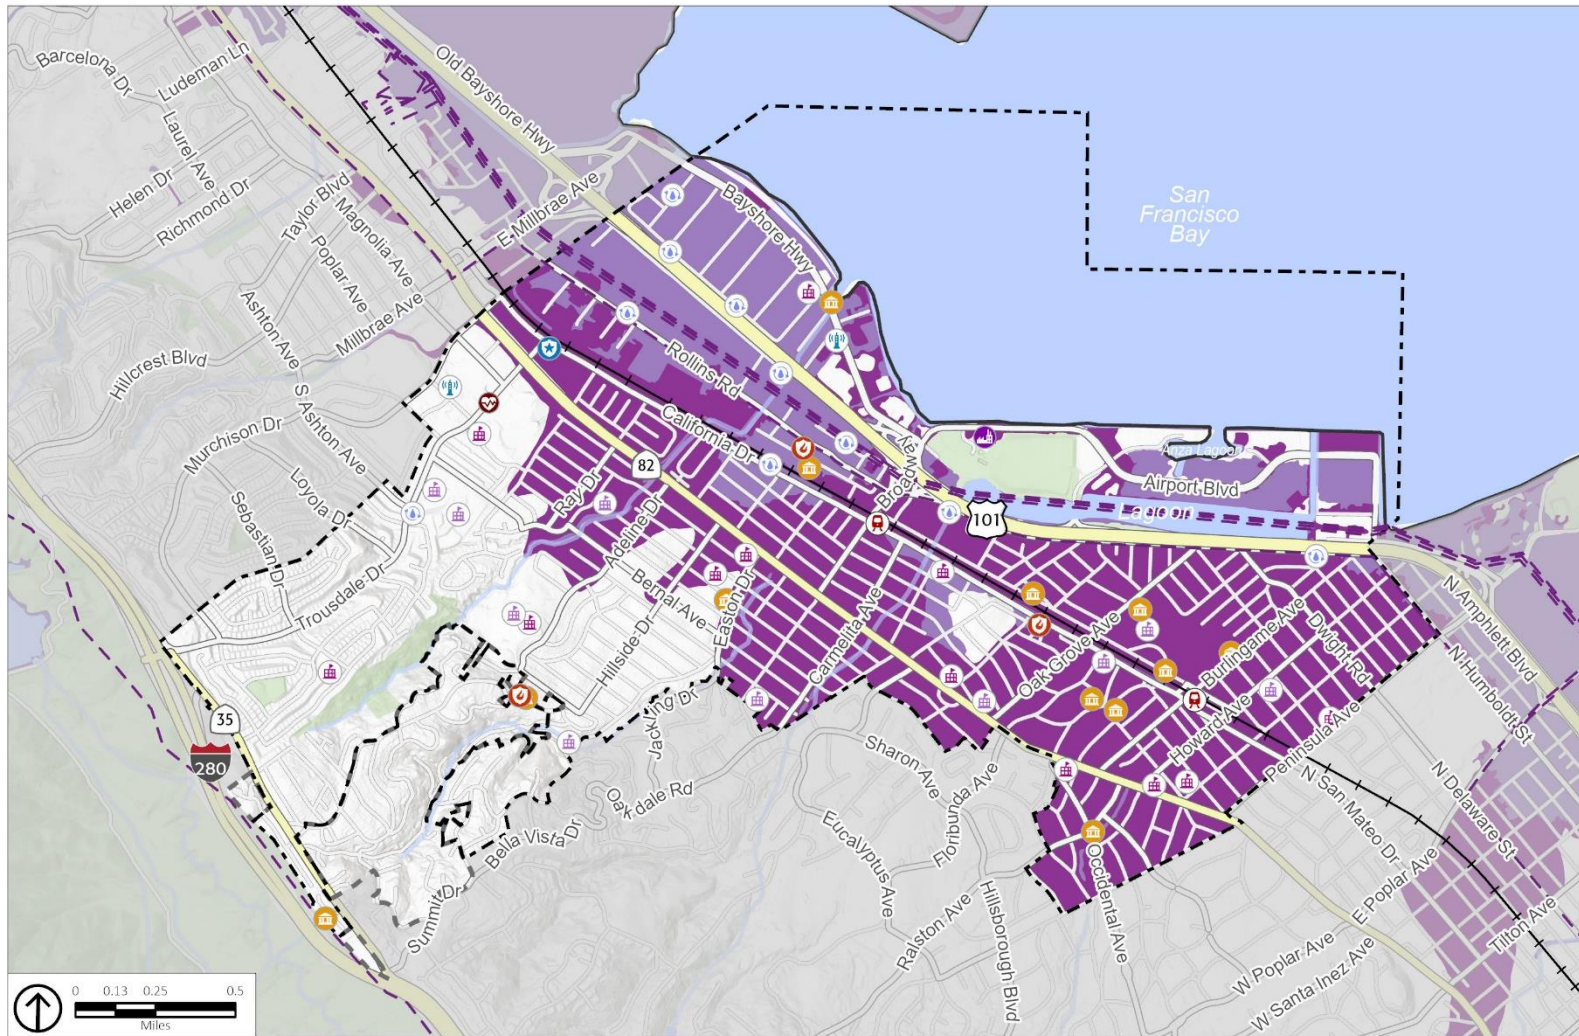 Barcelona Dr
Ludeman Ln
Old Bayshore Hwy
Laurel Ave
Helen Dr
Richmond Dr
Taylor Blvd
Magnolia Ave
Poplar Ave
E Millbrae Ave
Bayshore Hwy
San
Francisco
Bay
Ashton Ave
Millbrae Ave
Hillcrest Blvd
S Ashton Ave
Rollins Rd
California Dr
Murchison Dr
82
Broadway
Anza Lagoon
Airport Blvd
Lagoon
101
Loyola Dr
Sebastian Dr
Ray Dr
Adeline Dr
Trousdale Dr
Bernal Ave
Easton Dr
Hillside Dr
Carmelita Ave
Oak Grove Ave
Burlingame Ave
Dwight Rd
N Amphlett Blvd
N Humboldt St
Howard Ave
Peninsula Ave
35
280
Jackling Dr
Sharon Ave
Oakdale Rd
Floribunda Ave
Bella Vista Dr
Eucalyptus Ave
N San Mateo Dr
N Delaware St
Summit Dr
Ralston Ave
Hillsborough Blvd
Occidental Ave
E Poplar Ave
Tilton Ave
W Poplar Ave
W Santa Inez Ave
0 0.13 0.25 0.5
Miles